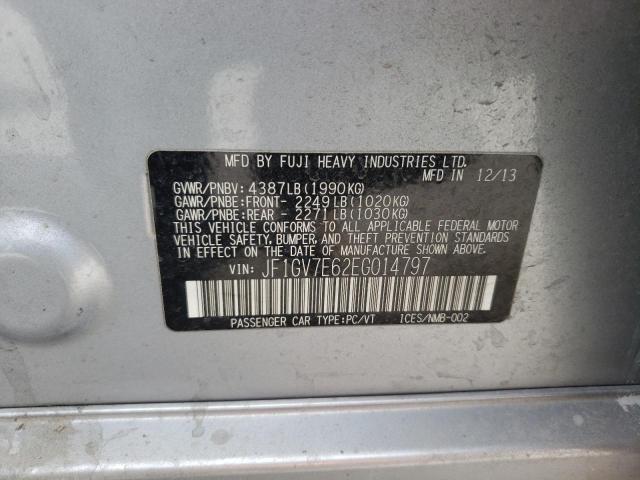 MFD BY FUJI HEAVY INDUSTRIES LTD.
MFD IN 12/13
GVWR/PNBV: 4387LB(1990KG)
GAWR/PNBE:FRONT- 2249LB(1020KG)
GAWR/PNBE:REAR - 2271LB(1030KG)
THIS VEHICLE CONFORMS TO ALL APPLICABLE FEDERAL MOTOR
VEHICLE SAFETY, BUMPER, AND THEFT PREVENTION STANDARDS
IN EFFECT ON THE DATE OF MANUFACTURE SHOWN ABOVE.
VIN: JF1GV7E62EG014797
PASSENGER CAR TYPE:PC/VT ICES/NMB-002